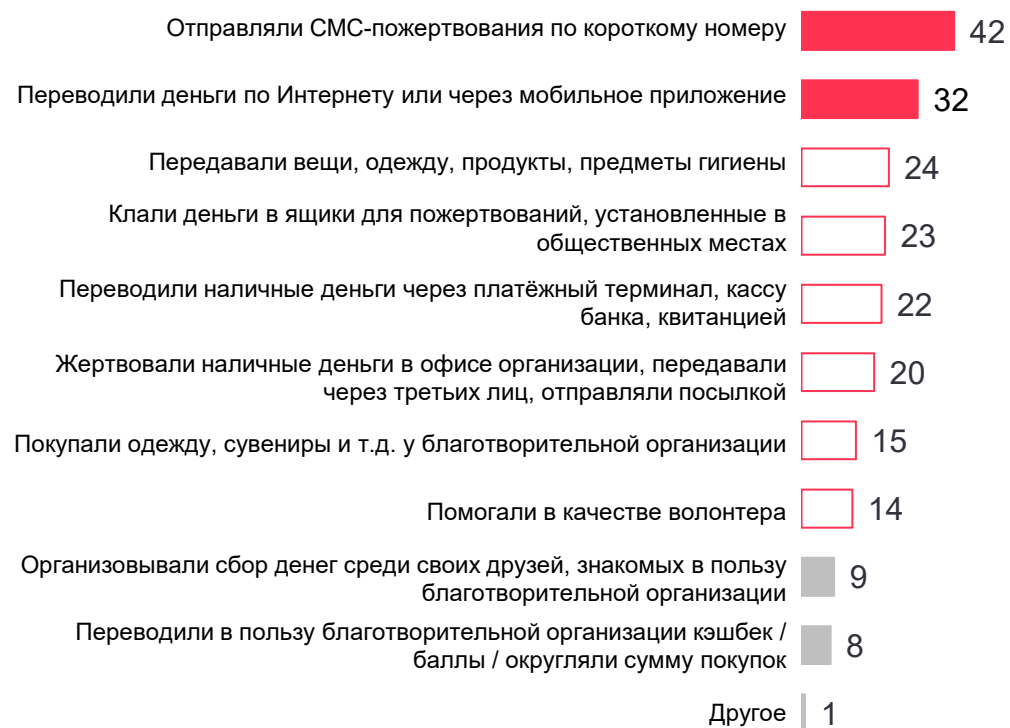 Отправляли СМС-пожертвования по короткому номеру 42
Переводили деньги по Интернету или через мобильное приложение 32
Передавали вещи, одежду, продукты, предметы гигиены 24
Клали деньги в ящики для пожертвований, установленные в
общественных местах 23
Переводили наличные деньги через платёжный терминал, кассу
банка, квитанцией 22
Жертвовали наличные деньги в офисе организации, передавали
через третьих лиц, отправляли посылкой 20
Покупали одежду, сувениры и т.д. у благотворительной организации 15
Помогали в качестве волонтера 14
Организовывали сбор денег среди своих друзей, знакомых в пользу
благотворительной организации 9
Переводили в пользу благотворительной организации кэшбек /
баллы / округляли сумму покупок 8
Другое 1